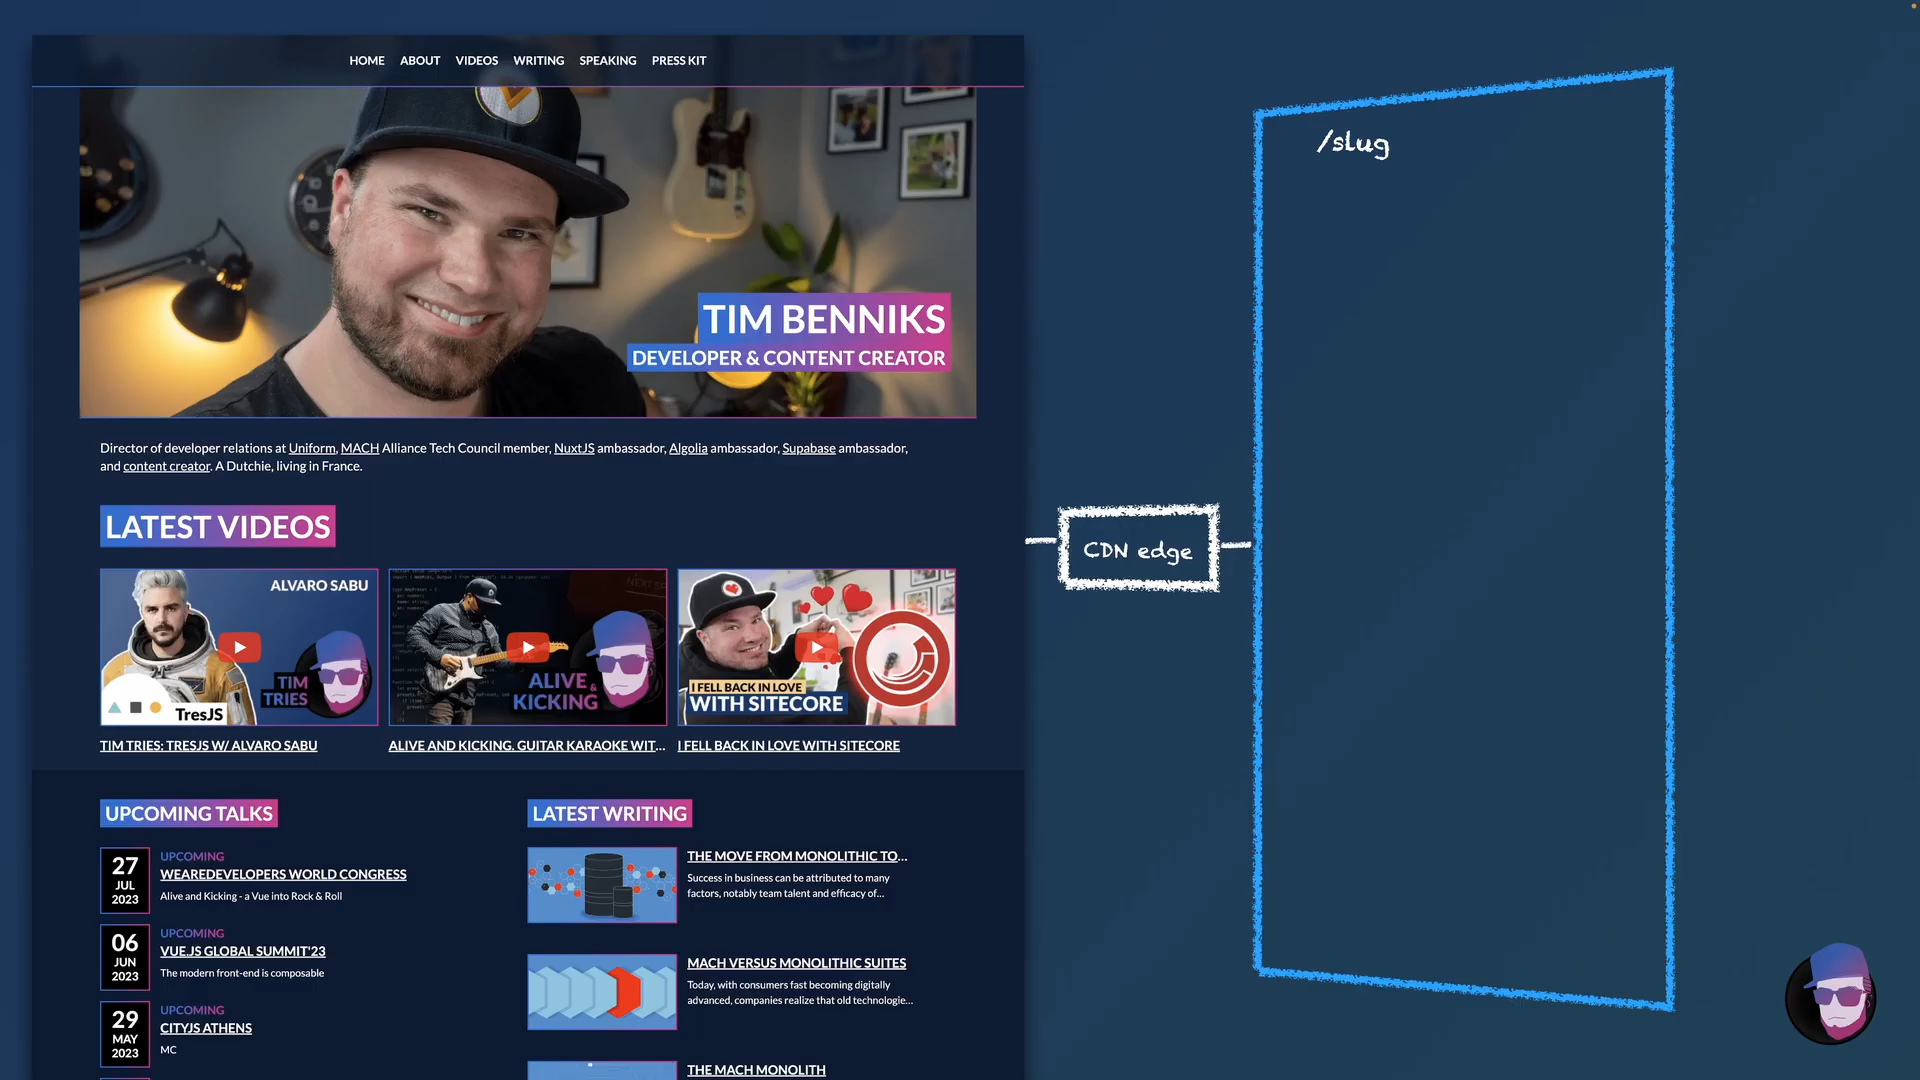 HOME ABOUT VIDEOS WRITING SPEAKING PRESS KIT
TIM BENNIKS
DEVELOPER & CONTENT CREATOR
Director of developer relations at Uniform, MACH Alliance Tech Council member, NuxtJS ambassador, Algolia ambassador, Supabase ambassador,
and content creator. A Dutchie, living in France.
LATEST VIDEOS
ALVARO SABU
TIM
TRIES
TresJS
TIM TRIES: TRESJS W/ ALVARO SABU
ALIVE &
KICKING
ALIVE AND KICKING. GUITAR KARAOKE WIT...
I FELL BACK IN LOVE
WITH SITECORE
I FELL BACK IN LOVE WITH SITECORE
UPCOMING TALKS
27
JUL
2023
UPCOMING
WEAREDEVELOPERS WORLD CONGRESS
Alive and Kicking - a Vue into Rock & Roll
06
JUN
2023
UPCOMING
VUE.JS GLOBAL SUMMIT'23
The modern front-end is composable
29
MAY
2023
UPCOMING
CITYJS ATHENS
MC
LATEST WRITING
THE MOVE FROM MONOLITHIC TO...
Success in business can be attributed to many
factors, notably team talent and efficacy of...
MACH VERSUS MONOLITHIC SUITES
Today, with consumers fast becoming digitally
advanced, companies realize that old technologie...
THE MACH MONOLITH
CDN edge
/slug